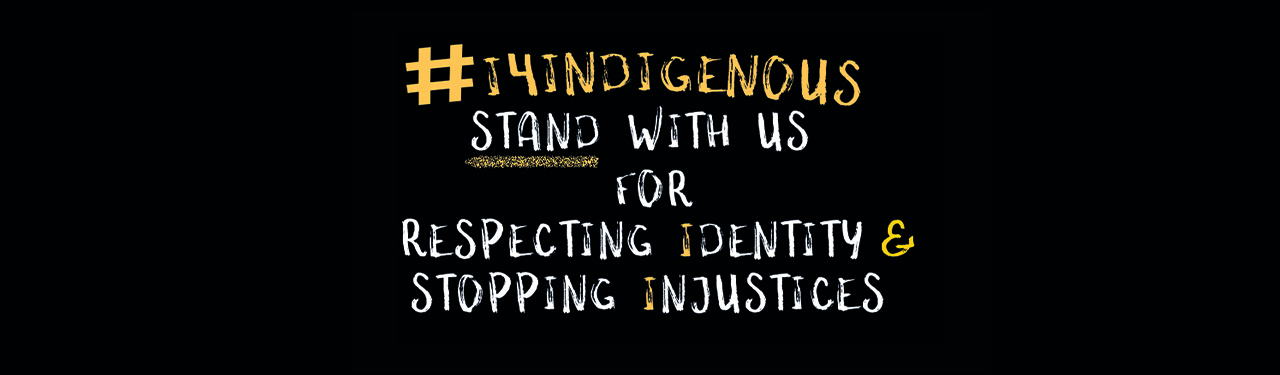 #I4INDIGENOUS
STAND WITH US
FOR
RESPECTING IDENTITY &
STOPPING INJUSTICES